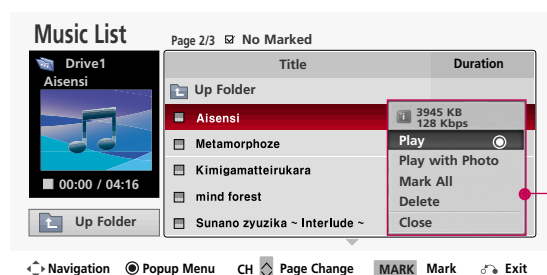 Music List
Page 2/3 No Marked
Drive1
Aisensi
00:00 / 04:16
Up Folder
Title Duration
Up Folder
Aisensi
Metamorphoze
Kimigamatteirukara
mind forest
Sunano zyuzika ~ Interlude ~
3945 KB
128 Kbps
Play
Play with Photo
Mark All
Delete
Close
Navigation Popup Menu CH Page Change MARK Mark Exit